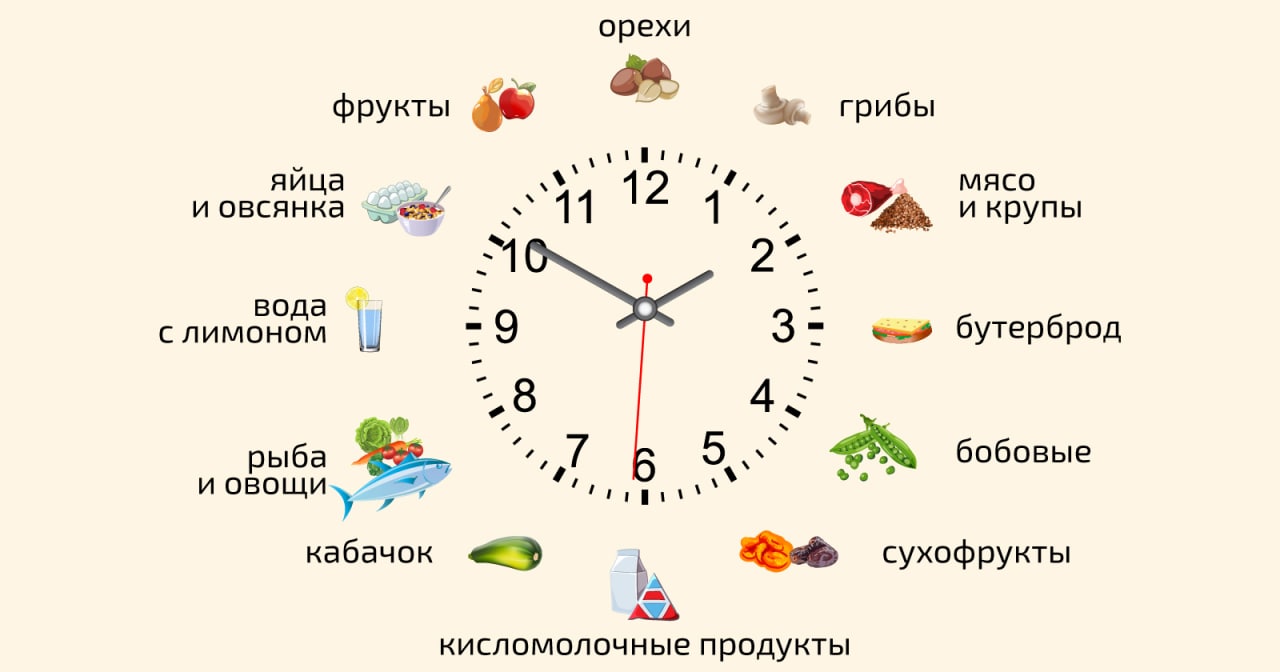 орехи
фрукты
грибы
яйца
и овсянка
мясо
и крупы
12
11
1
10
2
вода
с лимоном
9
3
бутерброд
8
4
рыба
и овощи
7
5
6
бобовые
кабачок
сухофрукты
кисломолочные продукты